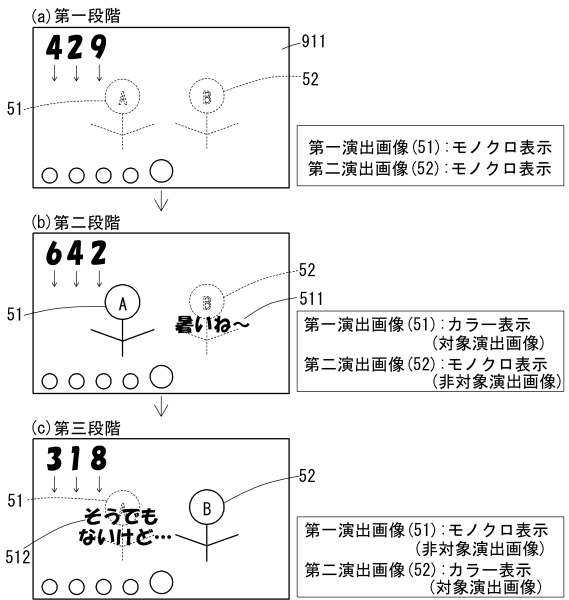 (a)第一段階
429
911
A
B
51
52
第一演出画像(51):モノクロ表示
第二演出画像(52):モノクロ表示
(b)第二段階
642
52
A
B
511
51
暑いね～
第一演出画像(51):カラー表示
(対象演出画像)
第二演出画像(52):モノクロ表示
(非対象演出画像)
(c)第三段階
318
51
52
A
B
そうでも
ないけど…
512
第一演出画像(51):モノクロ表示
(非対象演出画像)
第二演出画像(52):カラー表示
(対象演出画像)